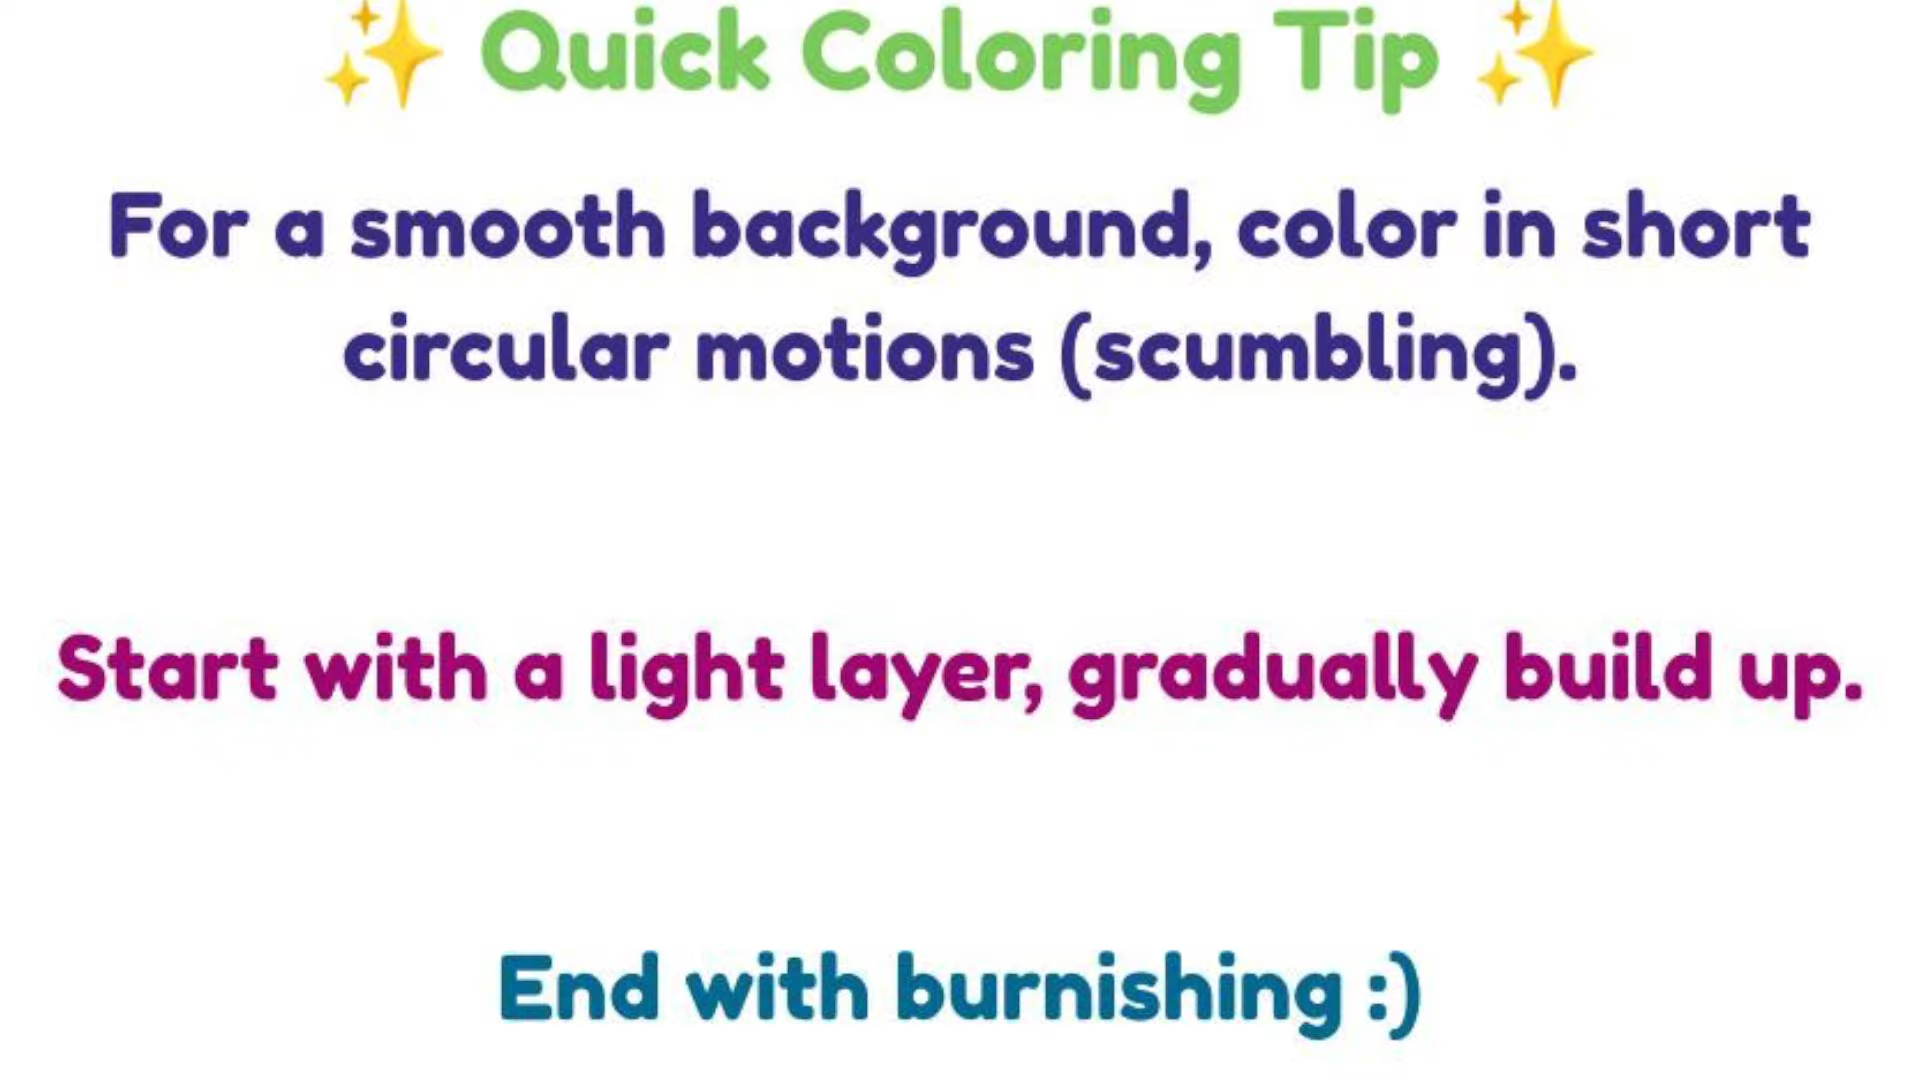 ✨ Quick Coloring Tip ✨
For a smooth background, color in short
circular motions (scumbling).
Start with a light layer, gradually build up.
End with burnishing :)